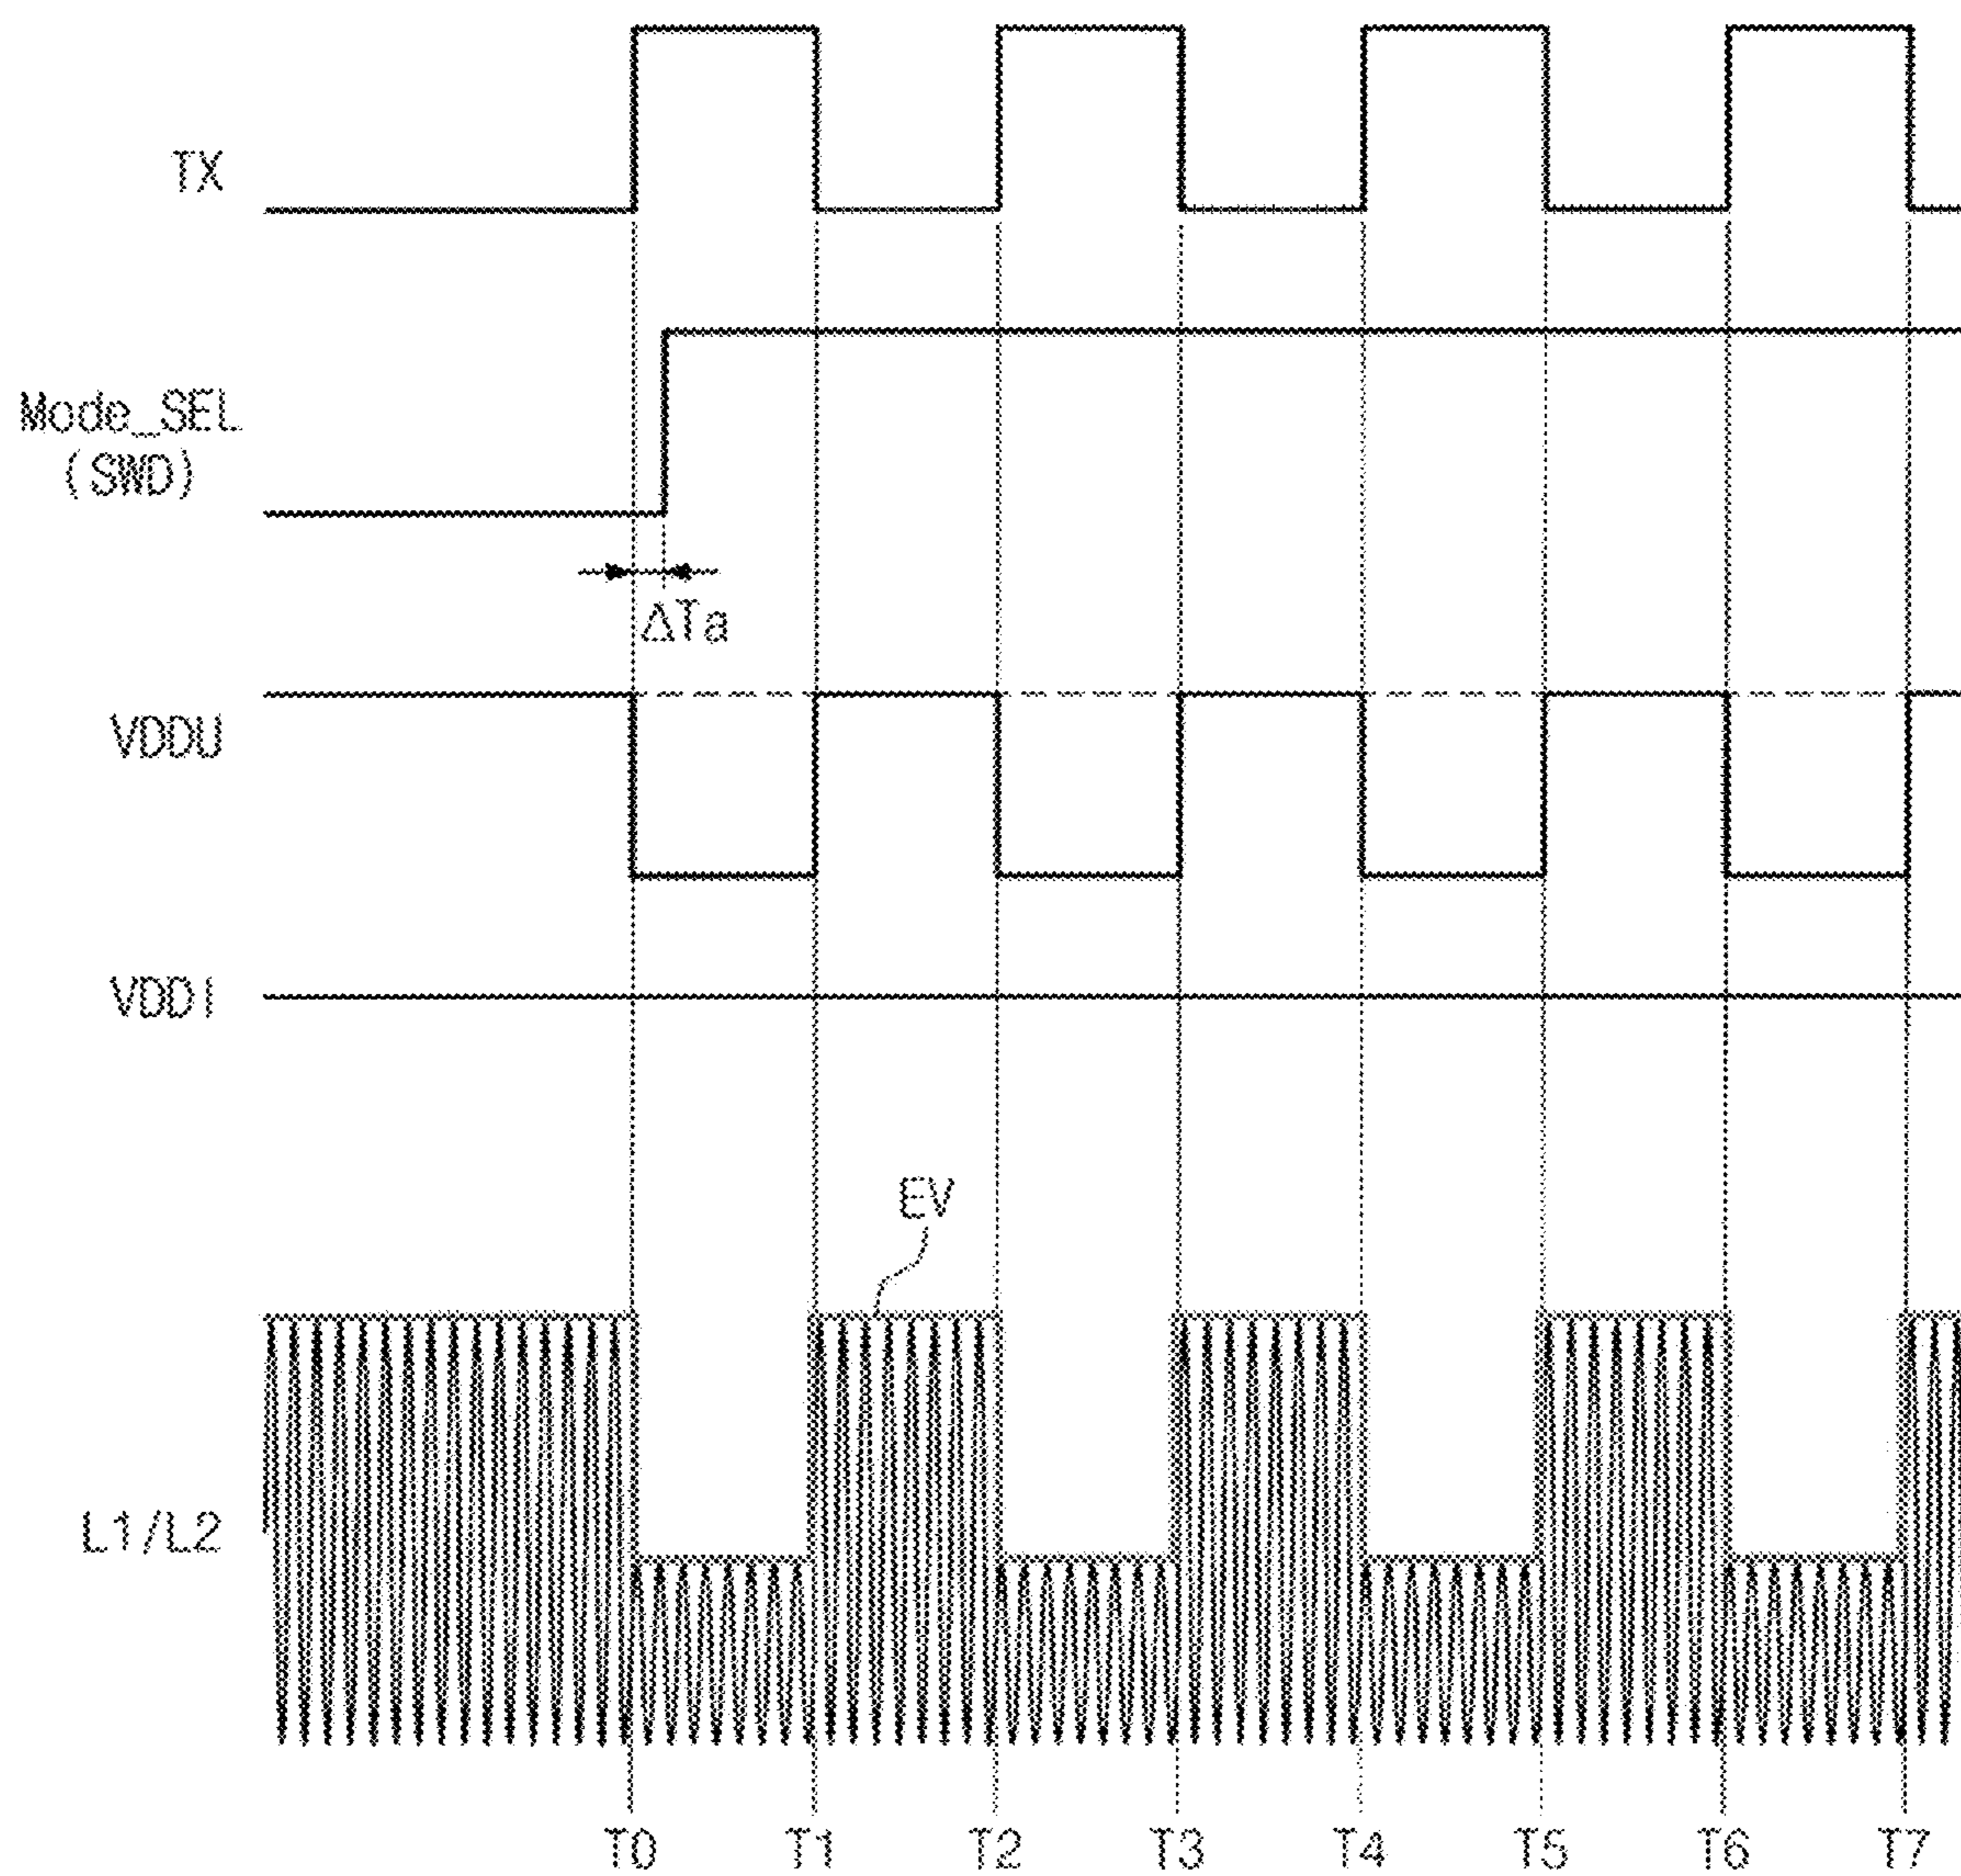 TX
Mode_SEL
(SWD)
ΔTa
VDDU
VDDI
EV
L1/L2
T0 T1 T2 T3 T4 T5 T6 T7